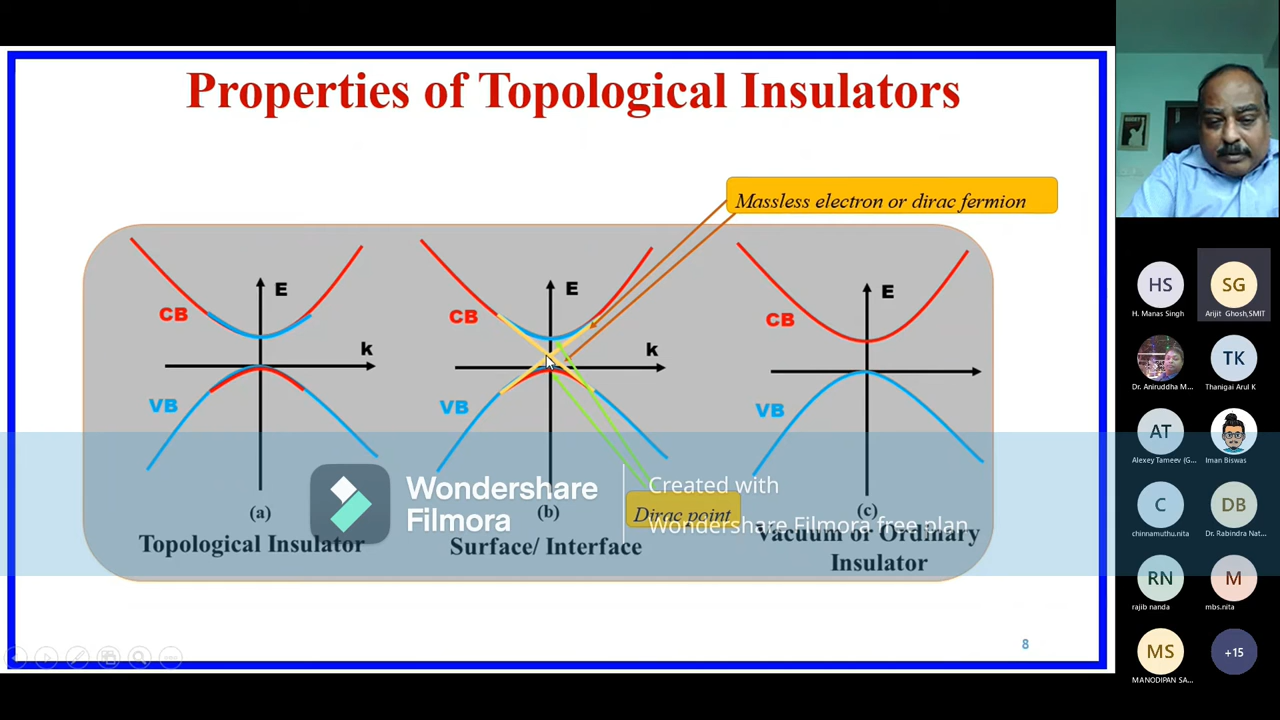 Properties of Topological Insulators
Massless electron or dirac fermion
E
E
E
CB
CB
CB
k
k
VB
VB
VB
Wondershare
Filmora
Created with
Wondershare Filmora free plan
Dirac point
(a)
(b)
(c)
Topological Insulator
Surface/ Interface
Vacuum or Ordinary
Insulator
8
HS
H. Manas Singh
SG
Arijit Ghosh,SMIT
Dr. Aniruddha M...
TK
Thanigai Arul K
AT
Alexey Tameev (G...
Iman Biswas
C
chinnamuthu.nita
DB
Dr. Rabindra Nat...
RN
rajib nanda
M
mbs.nita
MS
MANODIPAN SA...
+15